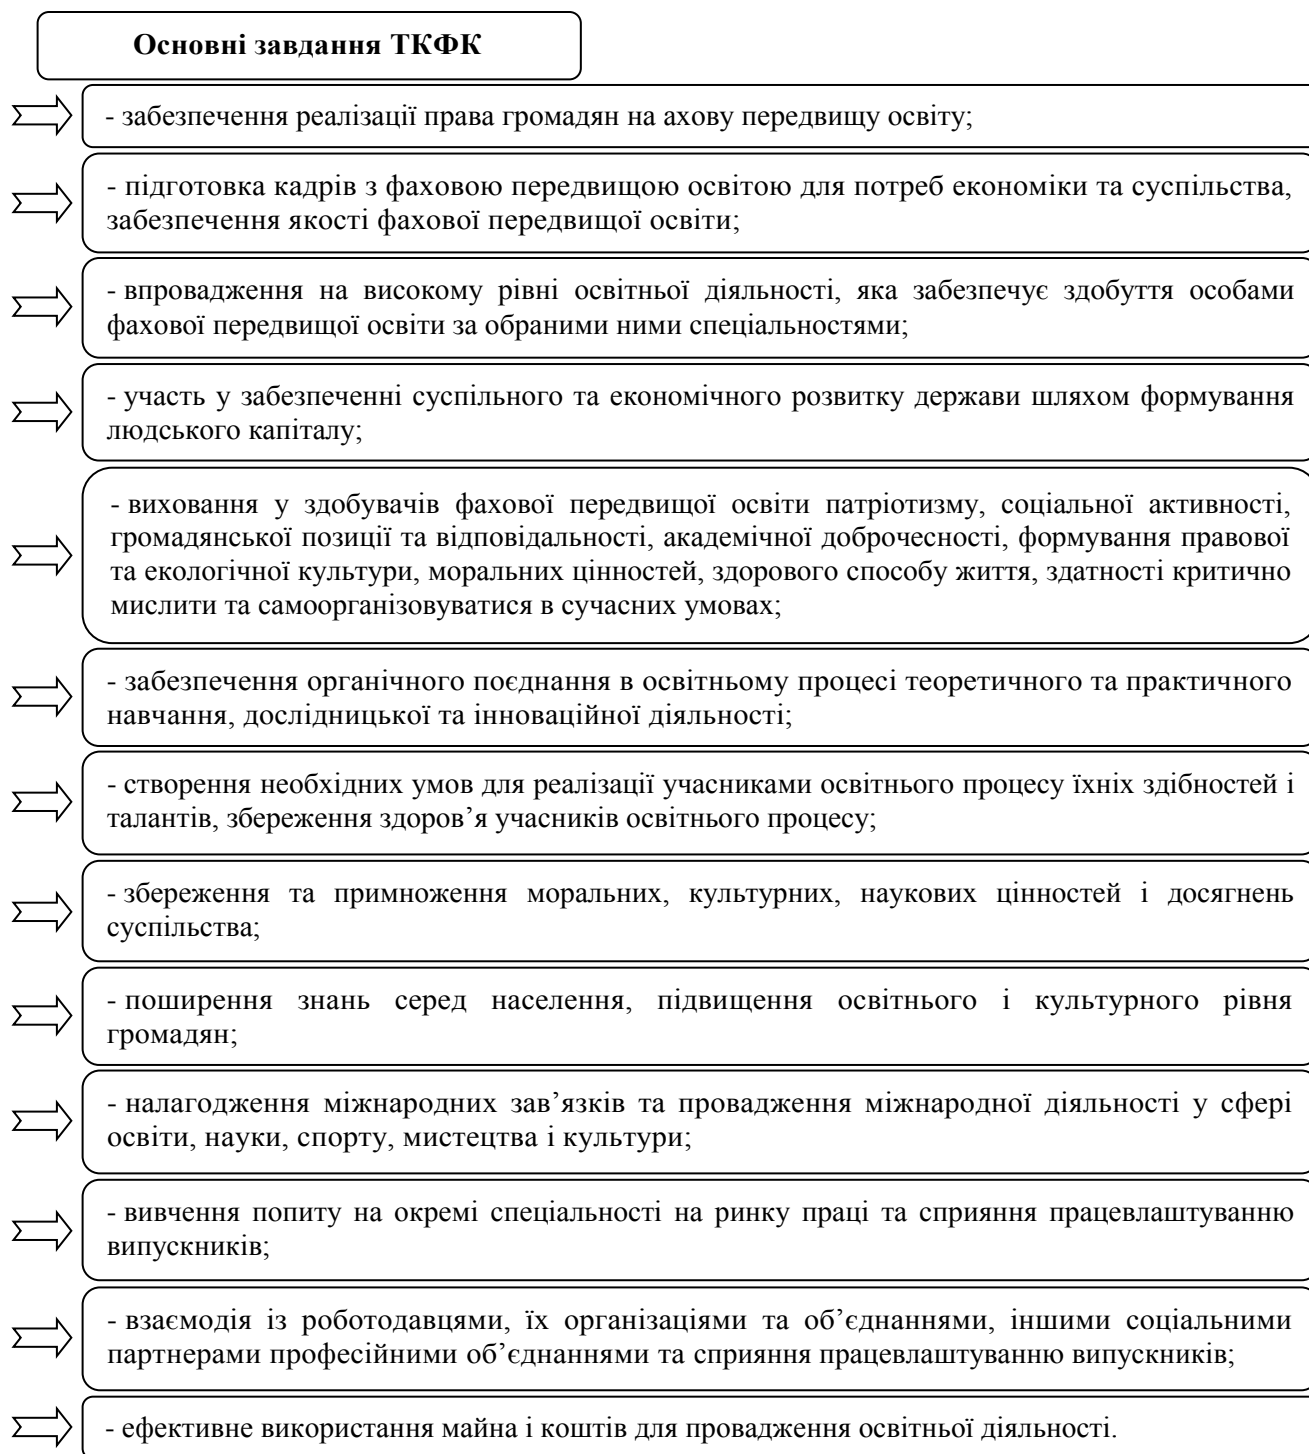 Основні завдання ТКФК
- забезпечення реалізації права громадян на ахову передвищу освіту;
- підготовка кадрів з фаховою передвищою освітою для потреб економіки та суспільства,
забезпечення якості фахової передвищої освіти;
- впровадження на високому рівні освітньої діяльності, яка забезпечує здобуття особами
фахової передвищої освіти за обраними ними спеціальностями;
- участь у забезпеченні суспільного та економічного розвитку держави шляхом формування
людського капіталу;
- виховання у здобувачів фахової передвищої освіти патріотизму, соціальної активності,
громадянської позиції та відповідальності, академічної доброчесності, формування правової
та екологічної культури, моральних цінностей, здорового способу життя, здатності критично
мислити та самоорганізовуватися в сучасних умовах;
- забезпечення органічного поєднання в освітньому процесі теоретичного та практичного
навчання, дослідницької та інноваційної діяльності;
- створення необхідних умов для реалізації учасниками освітнього процесу їхніх здібностей і
талантів, збереження здоров’я учасників освітнього процесу;
- збереження та примноження моральних, культурних, наукових цінностей і досягнень
суспільства;
- поширення знань серед населення, підвищення освітнього і культурного рівня
громадян;
- налагодження міжнародних зав’язків та провадження міжнародної діяльності у сфері
освіти, науки, спорту, мистецтва і культури;
- вивчення попиту на окремі спеціальності на ринку праці та сприяння працевлаштуванню
випускників;
- взаємодія із роботодавцями, їх організаціями та об’єднаннями, іншими соціальними
партнерами професійними об’єднаннями та сприяння працевлаштуванню випускників;
- ефективне використання майна і коштів для провадження освітньої діяльності.